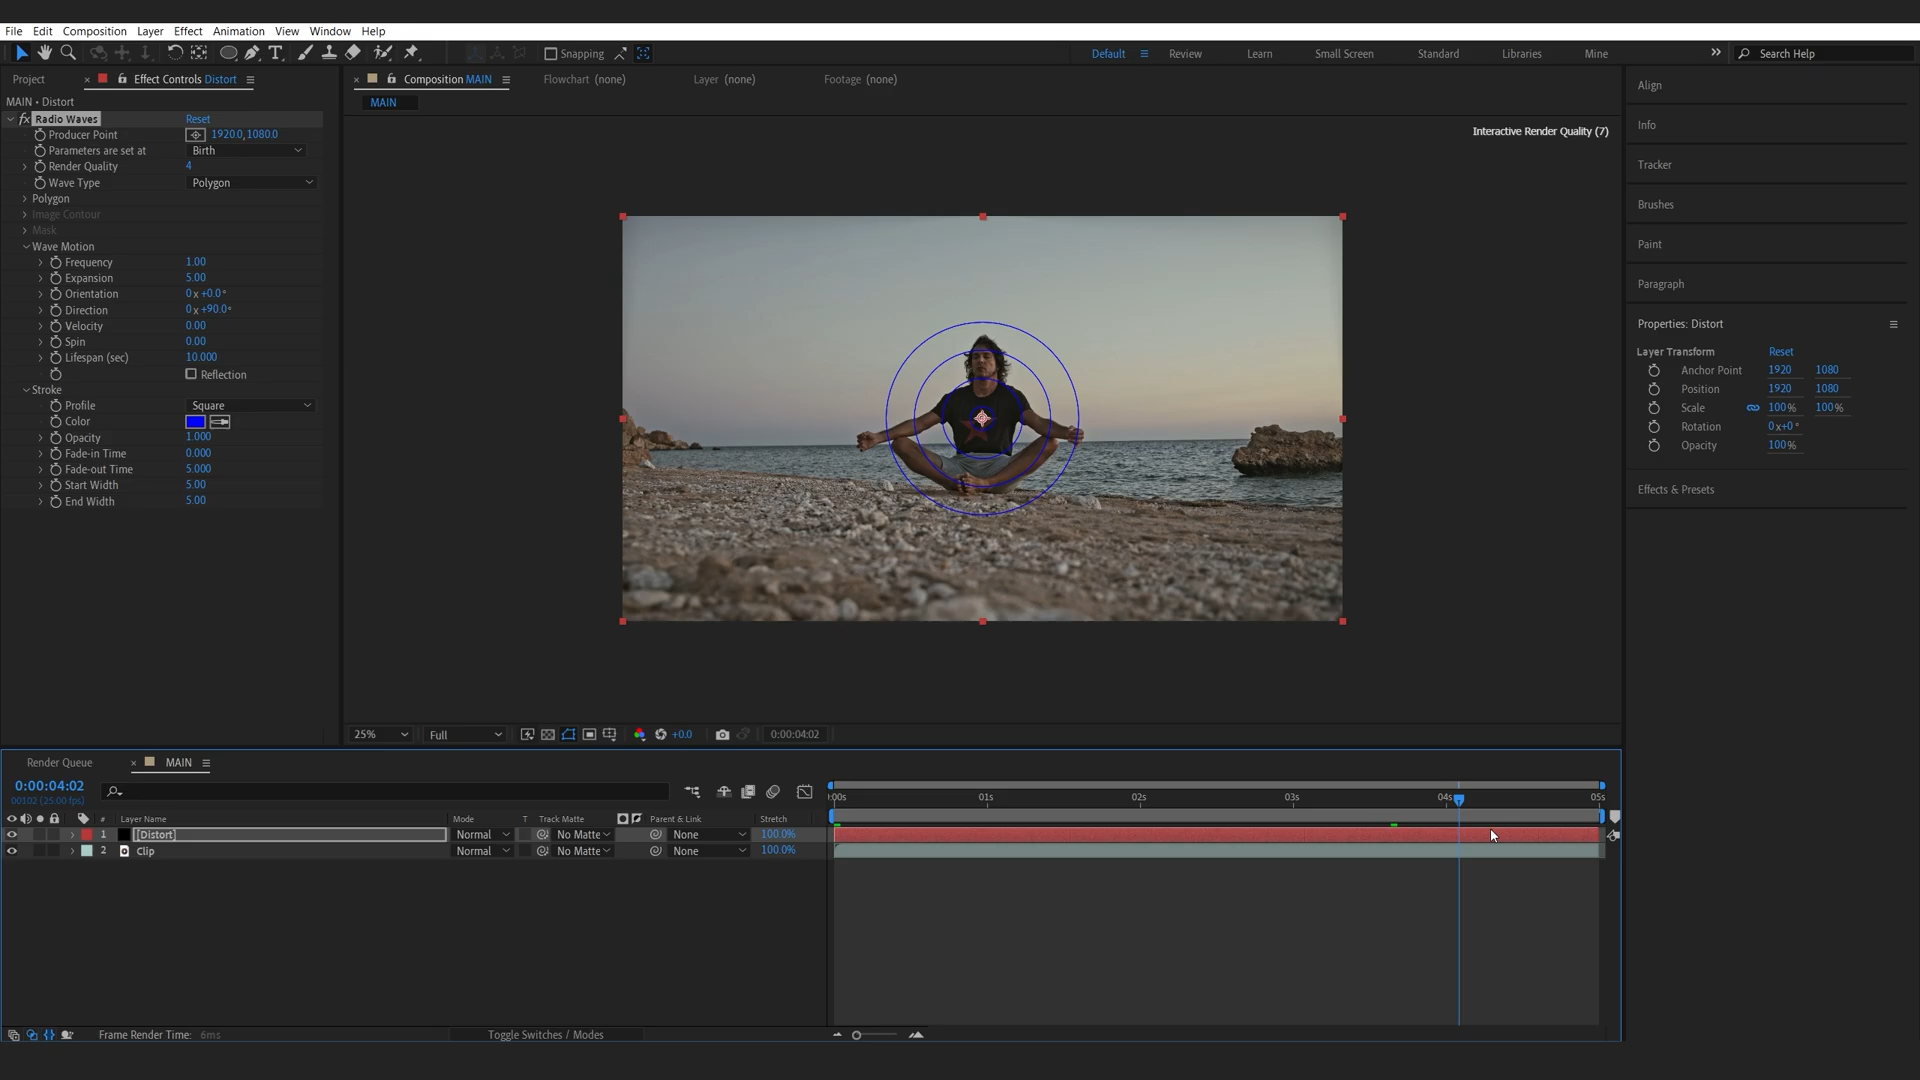 File Edit Composition Layer Effect Animation View Window Help
Snapping
Default Review Learn Small Screen Standard Libraries Mine
Search Help
Project Effect Controls Distort
MAIN • Distort
fx Radio Waves Reset
Producer Point 1920.0, 1080.0
Parameters are set at Birth
Render Quality 4
Wave Type Polygon
Polygon
Image Contour
Mask
Wave Motion
Frequency 1.00
Expansion 5.00
Orientation 0x+0.0°
Direction 0x+90.0°
Velocity 0.00
Spin 0.00
Lifespan (sec) 10.000
Reflection
Stroke
Profile Square
Color
Opacity 1.000
Fade-in Time 0.000
Fade-out Time 5.000
Start Width 5.00
End Width 5.00
Composition MAIN Flowchart (none) Layer (none) Footage (none)
MAIN
Interactive Render Quality (7)
25% Full +0.0 0:00:04:02
Align
Info
Tracker
Brushes
Paint
Paragraph
Properties: Distort
Layer Transform Reset
Anchor Point 1920 1080
Position 1920 1080
Scale 100% 100%
Rotation 0x+0°
Opacity 100%
Effects & Presets
Render Queue MAIN
0:00:04:02
00102 (25.00 fps)
:00s 01s 02s 03s 04s 05s
# Layer Name Mode T Track Matte Parent & Link Stretch
1 [Distort] Normal No Matte None 100.0%
2 Clip Normal No Matte None 100.0%
Frame Render Time: 6ms Toggle Switches / Modes